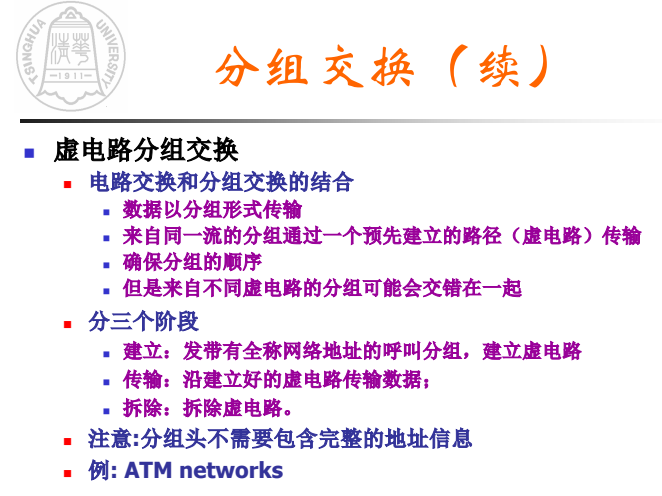 TSINGHUA UNIVERSITY
清華
-1911-
分组交换（续）
虚电路分组交换
电路交换和分组交换的结合
数据以分组形式传输
来自同一流的分组通过一个预先建立的路径（虚电路）传输
确保分组的顺序
但是来自不同虚电路的分组可能会交错在一起
分三个阶段
建立：发带有全称网络地址的呼叫分组，建立虚电路
传输：沿建立好的虚电路传输数据；
拆除：拆除虚电路。
注意:分组头不需要包含完整的地址信息
例: ATM networks